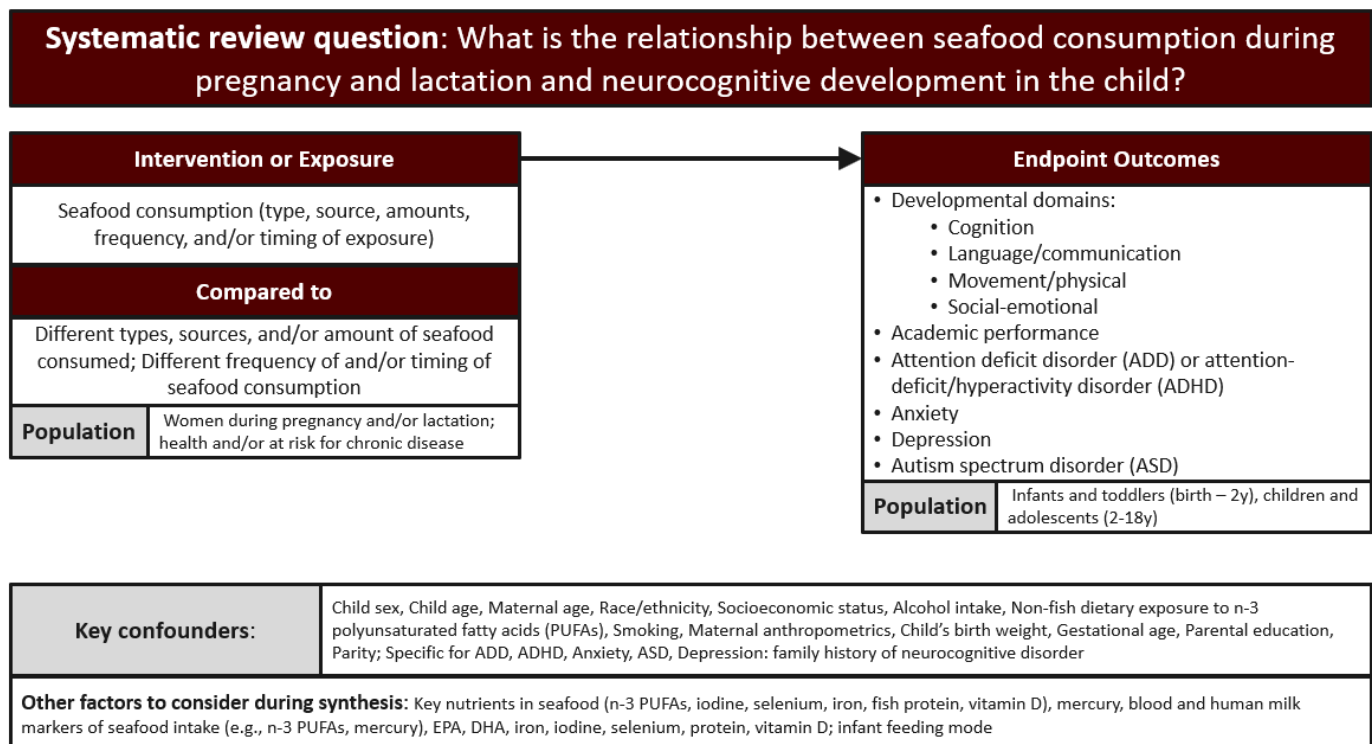 Systematic review question: What is the relationship between seafood consumption during
pregnancy and lactation and neurocognitive development in the child?
Intervention or Exposure
Seafood consumption (type, source, amounts,
frequency, and/or timing of exposure)
Compared to
Different types, sources, and/or amount of seafood
consumed; Different frequency of and/or timing of
seafood consumption
Population
Women during pregnancy and/or lactation;
health and/or at risk for chronic disease
Endpoint Outcomes
• Developmental domains:
• Cognition
• Language/communication
• Movement/physical
• Social-emotional
• Academic performance
• Attention deficit disorder (ADD) or attention-
deficit/hyperactivity disorder (ADHD)
• Anxiety
• Depression
• Autism spectrum disorder (ASD)
Population
Infants and toddlers (birth – 2y), children and
adolescents (2-18y)
Key confounders:
Child sex, Child age, Maternal age, Race/ethnicity, Socioeconomic status, Alcohol intake, Non-fish dietary exposure to n-3
polyunsaturated fatty acids (PUFAs), Smoking, Maternal anthropometrics, Child's birth weight, Gestational age, Parental education,
Parity; Specific for ADD, ADHD, Anxiety, ASD, Depression: family history of neurocognitive disorder
Other factors to consider during synthesis: Key nutrients in seafood (n-3 PUFAs, iodine, selenium, iron, fish protein, vitamin D), mercury, blood and human milk
markers of seafood intake (e.g., n-3 PUFAs, mercury), EPA, DHA, iron, iodine, selenium, protein, vitamin D; infant feeding mode